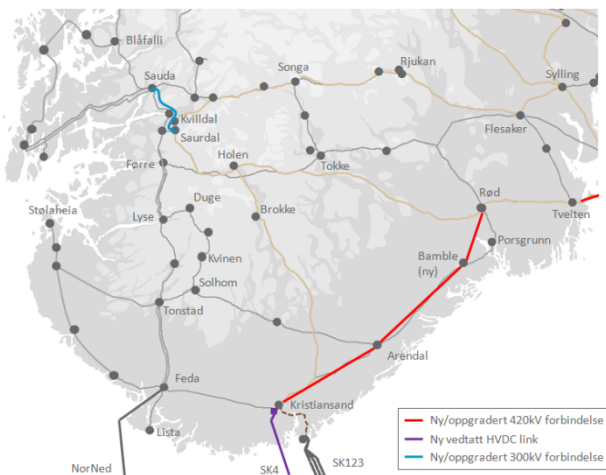 Blåfalli
Sauda
Songa
Rjukan
Sylling
Kvilldal
Saurdal
Flesaker
Førre
Holen
Tokke
Duge
Rød
Stølaheia
Lyse
Brokke
Tveiten
Porsgrunn
Kvinen
Bamble
(ny)
Solhom
Tonstad
Arendal
Feda
Kristiansand
Lista
NorNed
SK4
SK123
Ny/oppgradert 420kV forbindelse
Ny vedtatt HVDC link
Ny/oppgradert 300kV forbindelse